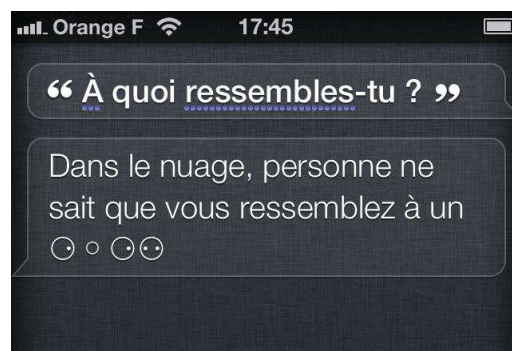 Orange F 17:45
“ À quoi ressembles-tu ? ”
Dans le nuage, personne ne
sait que vous ressemblez à un
⚆ ∘ ⚆⚇